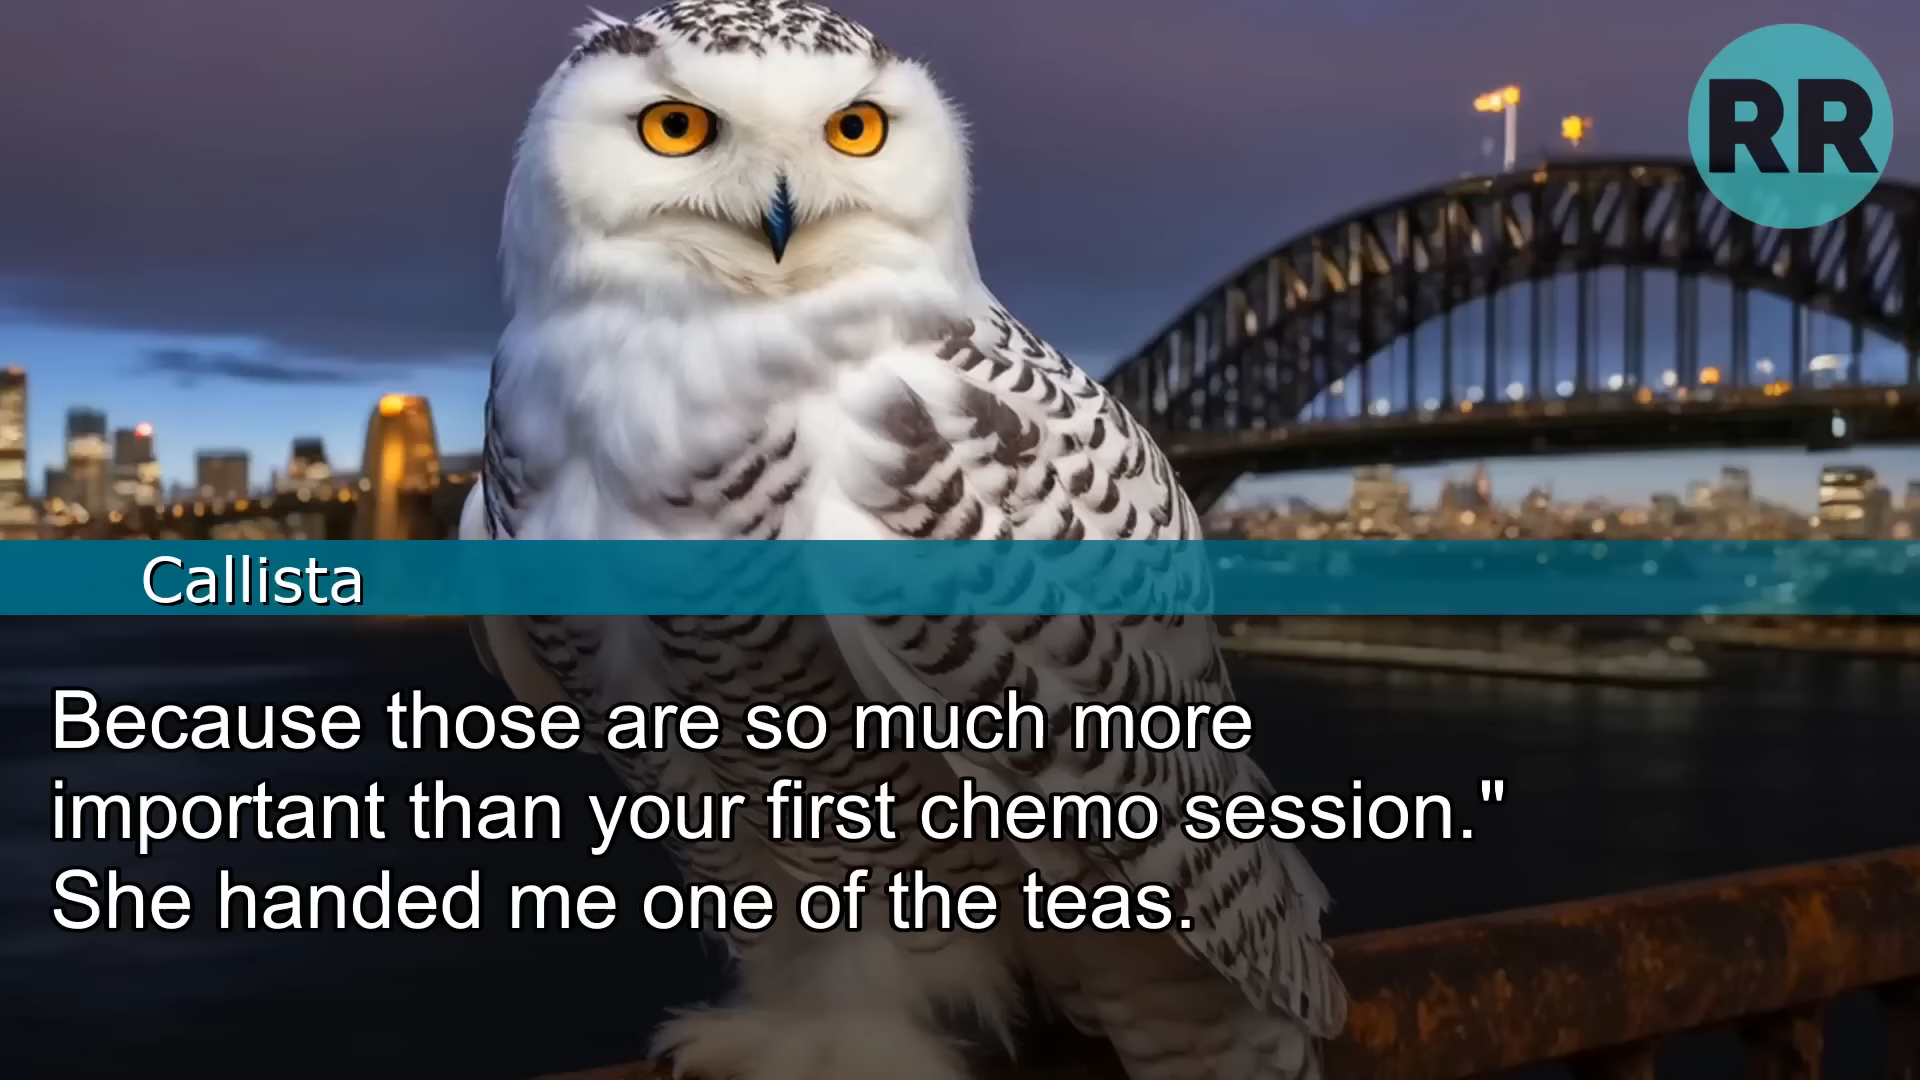 RR
Callista
Because those are so much more
important than your first chemo session."
She handed me one of the teas.